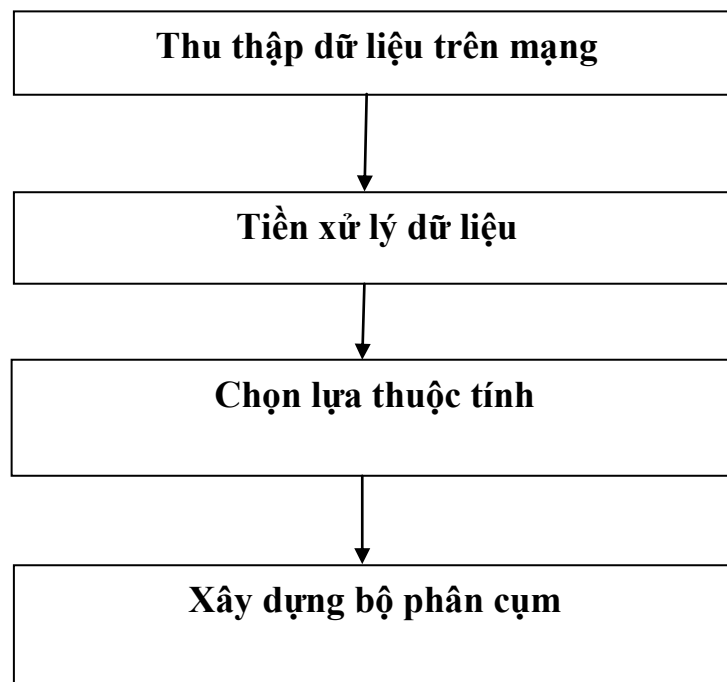 Thu thập dữ liệu trên mạng
Tiền xử lý dữ liệu
Chọn lựa thuộc tính
Xây dựng bộ phân cụm